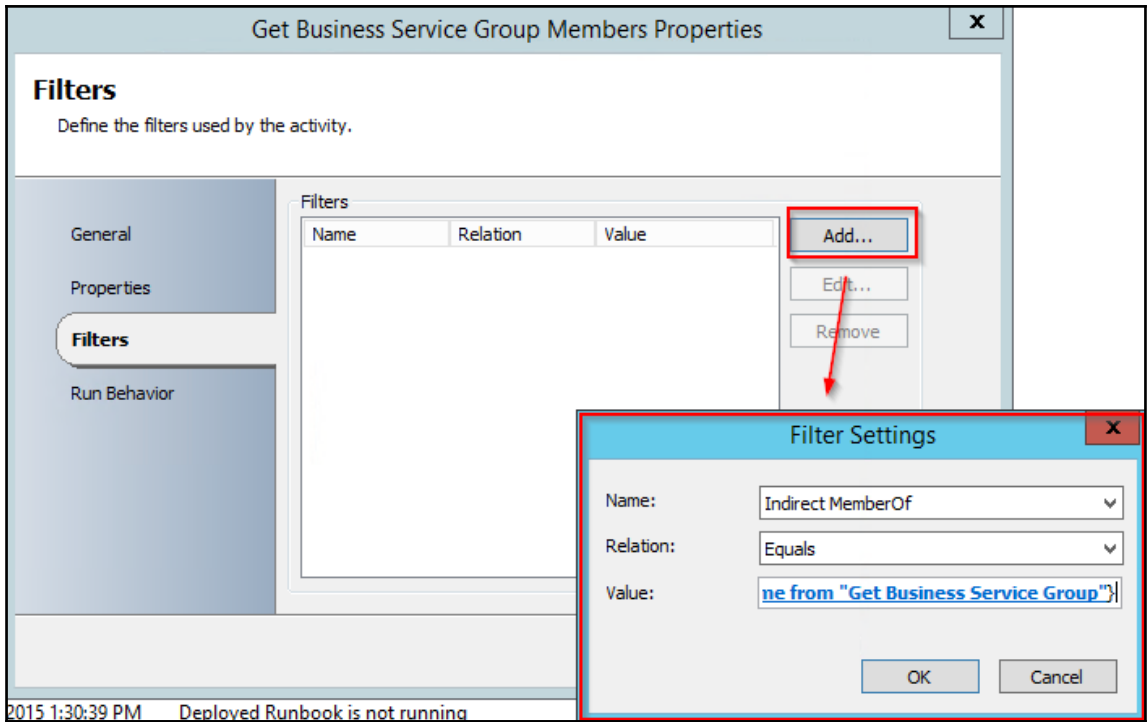 Get Business Service Group Members Properties
x
Filters
Define the filters used by the activity.
General
Properties
Filters
Run Behavior
Filters
Name Relation Value
Add...
Edit...
Remove
Filter Settings
x
Name: Indirect MemberOf
Relation: Equals
Value: ne from "Get Business Service Group"}
OK Cancel
2015 1:30:39 PM Deployed Runbook is not running